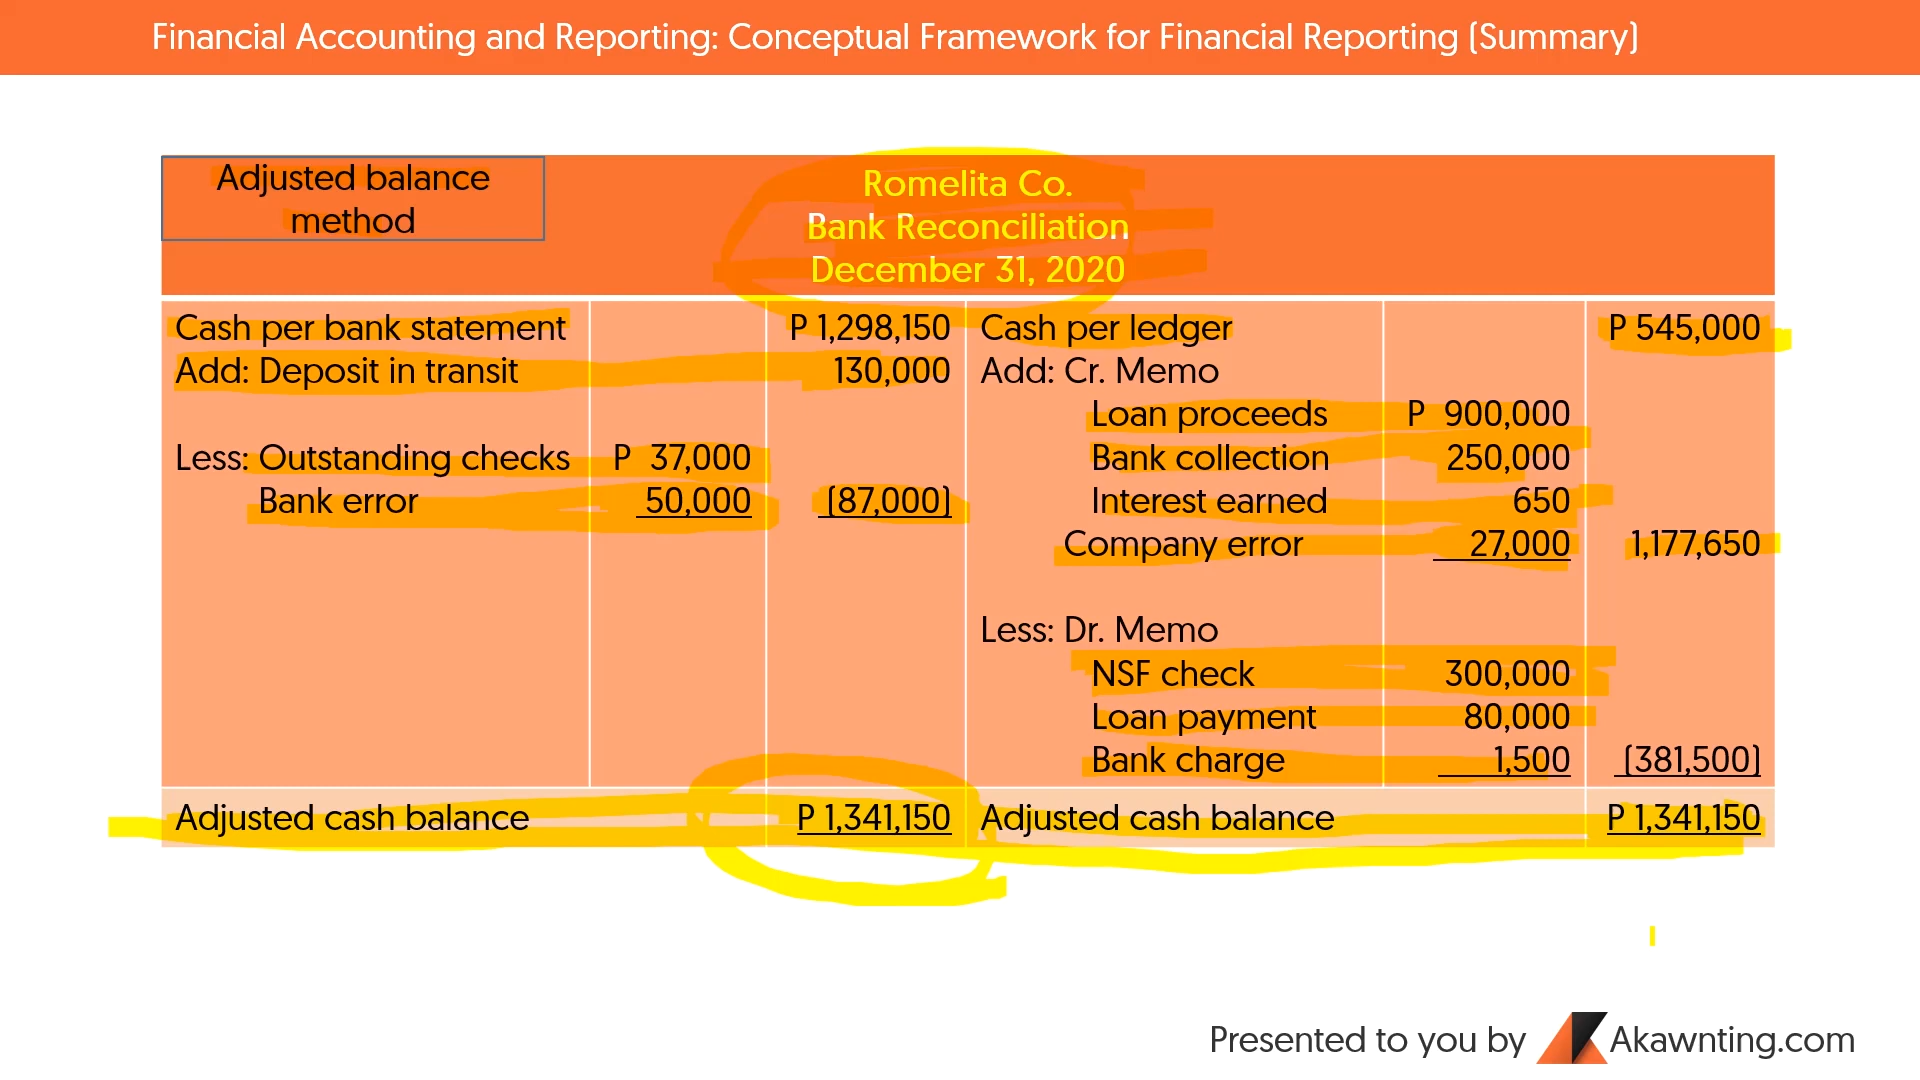 Financial Accounting and Reporting: Conceptual Framework for Financial Reporting (Summary)
Adjusted balance
method
Romelita Co.
Bank Reconciliation
December 31, 2020
Cash per bank statement P 1,298,150 Cash per ledger P 545,000
Add: Deposit in transit 130,000 Add: Cr. Memo
Loan proceeds P 900,000
Less: Outstanding checks P 37,000 Bank collection 250,000
Bank error 50,000 (87,000) Interest earned 650
Company error 27,000 1,177,650
Less: Dr. Memo
NSF check 300,000
Loan payment 80,000
Bank charge 1,500 (381,500)
Adjusted cash balance P 1,341,150 Adjusted cash balance P 1,341,150
Presented to you by Akawnting.com